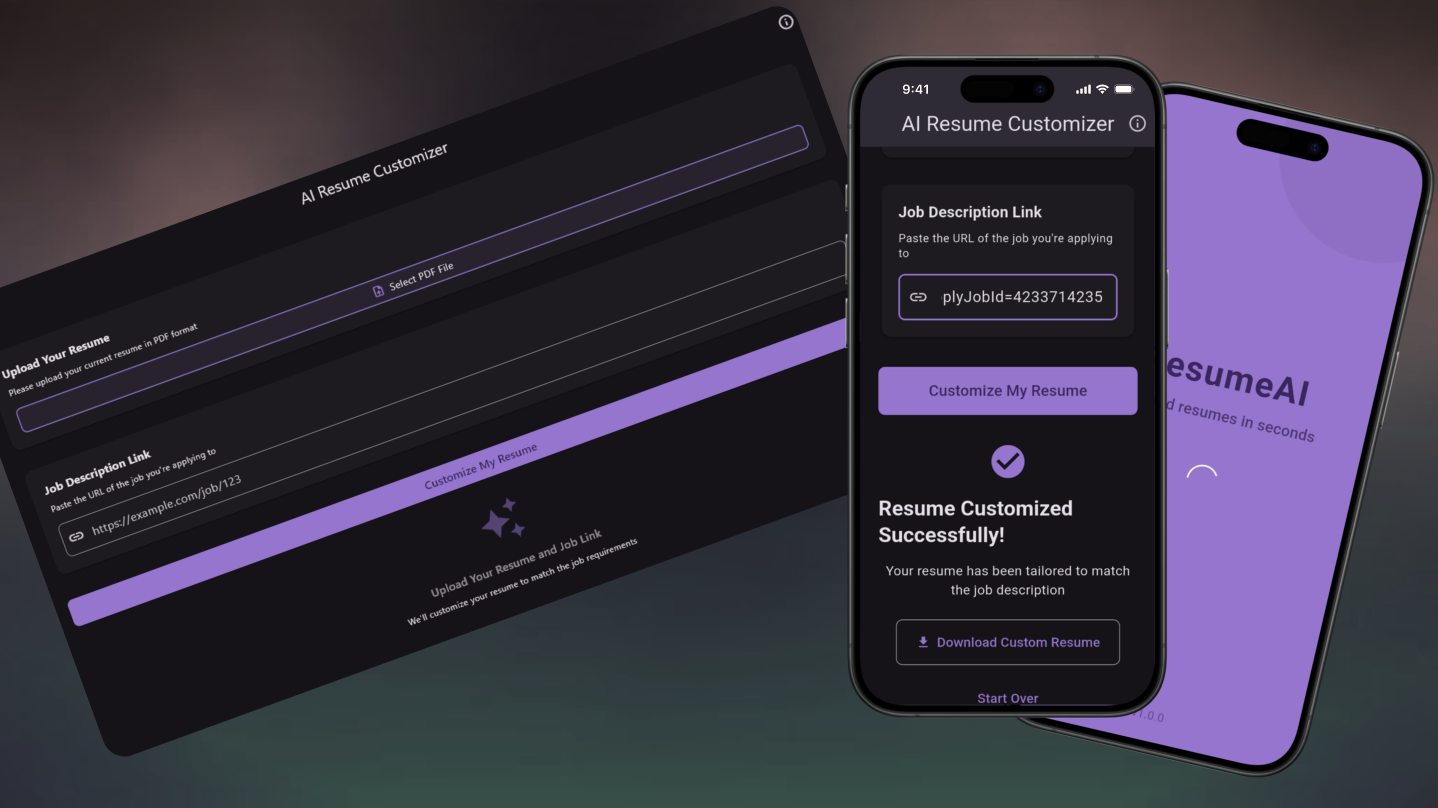 AI Resume Customizer
Upload Your Resume
Please upload your current resume in PDF format
Select PDF File
Job Description Link
Paste the URL of the job you're applying to
https://example.com/job/123
Customize My Resume
Upload Your Resume and Job Link
We'll customize your resume to match the job requirements
9:41
AI Resume Customizer
Job Description Link
Paste the URL of the job you're applying
to
plyJobId=4233714235
Customize My Resume
Resume Customized
Successfully!
Your resume has been tailored to match
the job description
Download Custom Resume
Start Over
esumeAI
d resumes in seconds
1.0.0